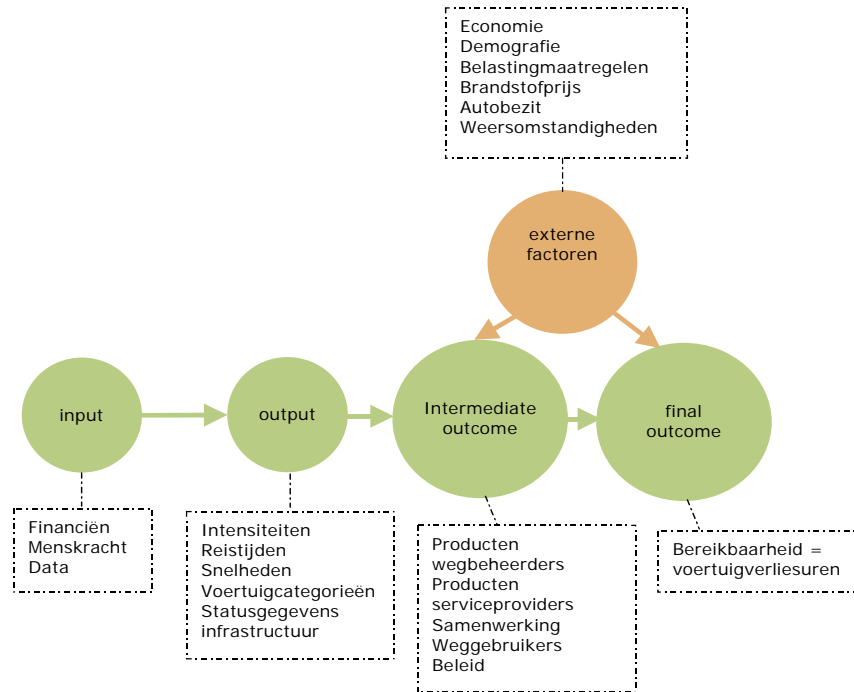 Economie
Demografie
Belastingmaatregelen
Brandstofprijs
Autobezit
Weersomstandigheden
externe
factoren
input
output
Intermediate
outcome
final
outcome
Financiën
Menskracht
Data
Intensiteiten
Reistijden
Snelheden
Voertuigcategorieën
Statusgegevens
infrastructuur
Producten
wegbeheerders
Producten
serviceproviders
Samenwerking
Weggebruikers
Beleid
Bereikbaarheid =
voertuigverliesuren